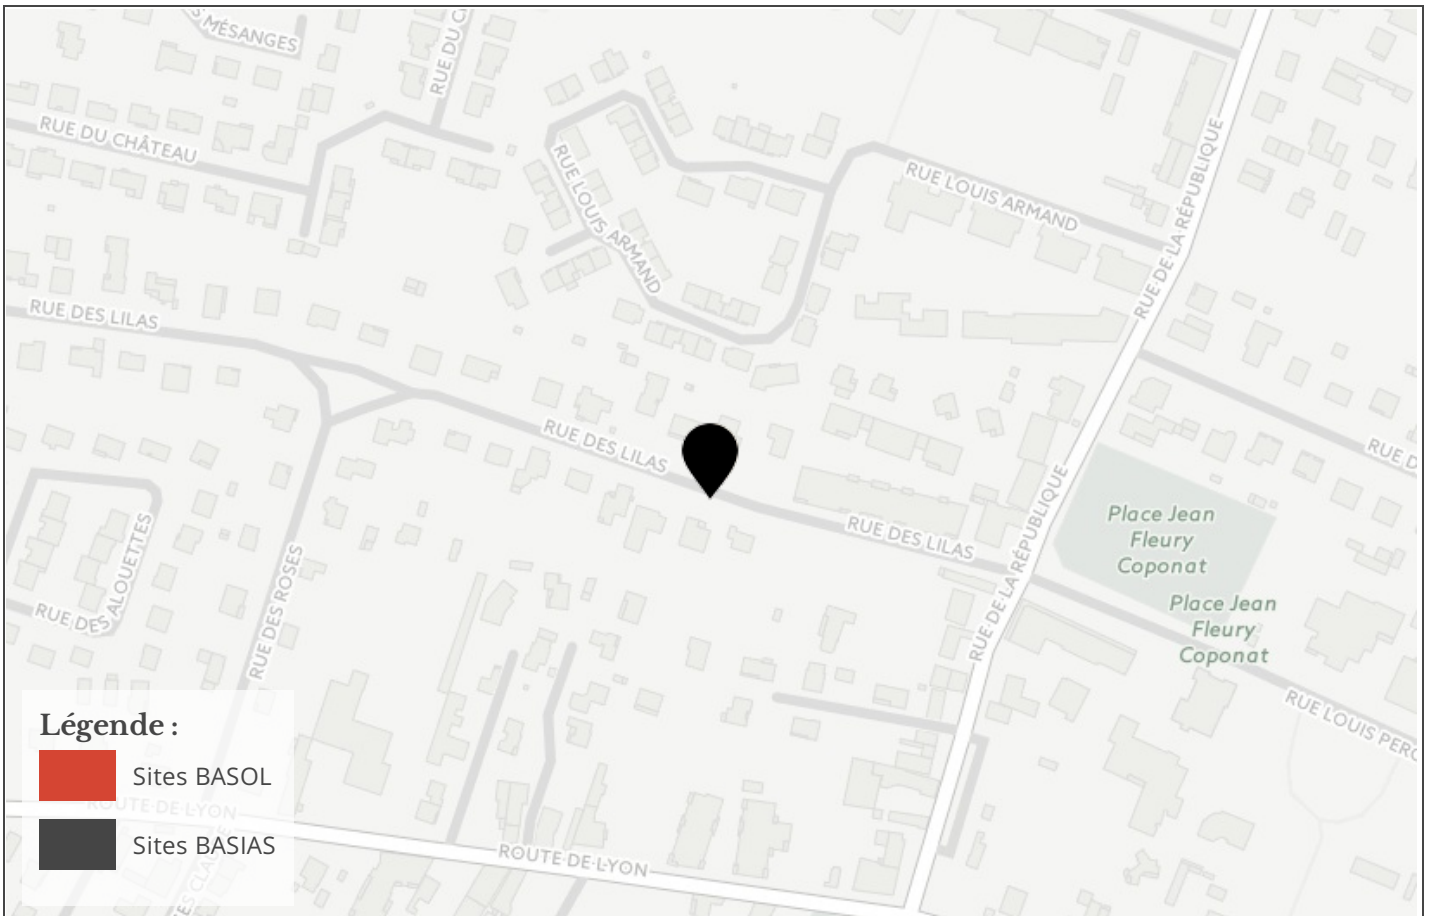 S MÉSANGES
RUE DU C
RUE DU CHÂTEAU
RUE LOUIS ARMAND
RUE LOUIS ARMAND
RUE DE LA RÉPUBLIQUE
RUE DES LILAS
RUE DES LILAS
RUE D
RUE DES LILAS
RUE DE LA RÉPUBLIQUE
Place Jean
Fleury
Coponat
Place Jean
Fleury
Coponat
RUE DES ALOUETTES
RUE DES ROSES
RUE LOUIS PERG
Légende :
Sites BASOL
Sites BASIAS
ROUTE DE LYON
ROUTE DE LYON